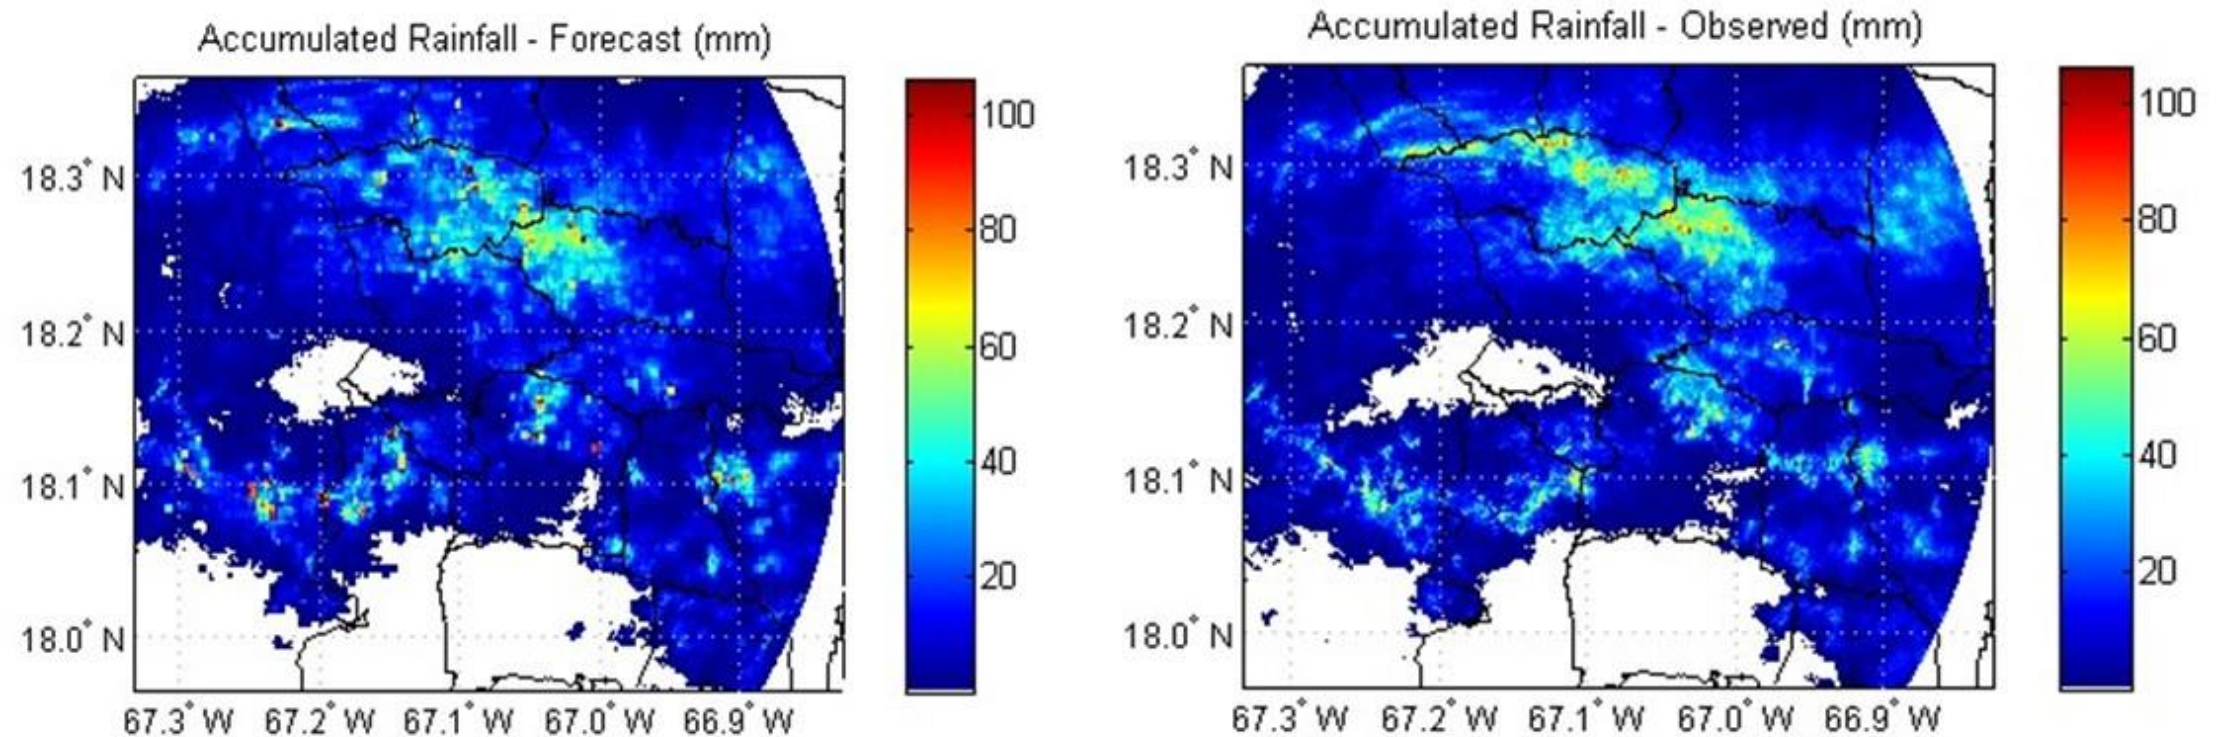 Accumulated Rainfall - Forecast (mm)
18.3° N
18.2° N
18.1° N
18.0° N
67.3° W 67.2° W 67.1° W 67.0° W 66.9° W
100
80
60
40
20
Accumulated Rainfall - Observed (mm)
18.3° N
18.2° N
18.1° N
18.0° N
67.3° W 67.2° W 67.1° W 67.0° W 66.9° W
100
80
60
40
20